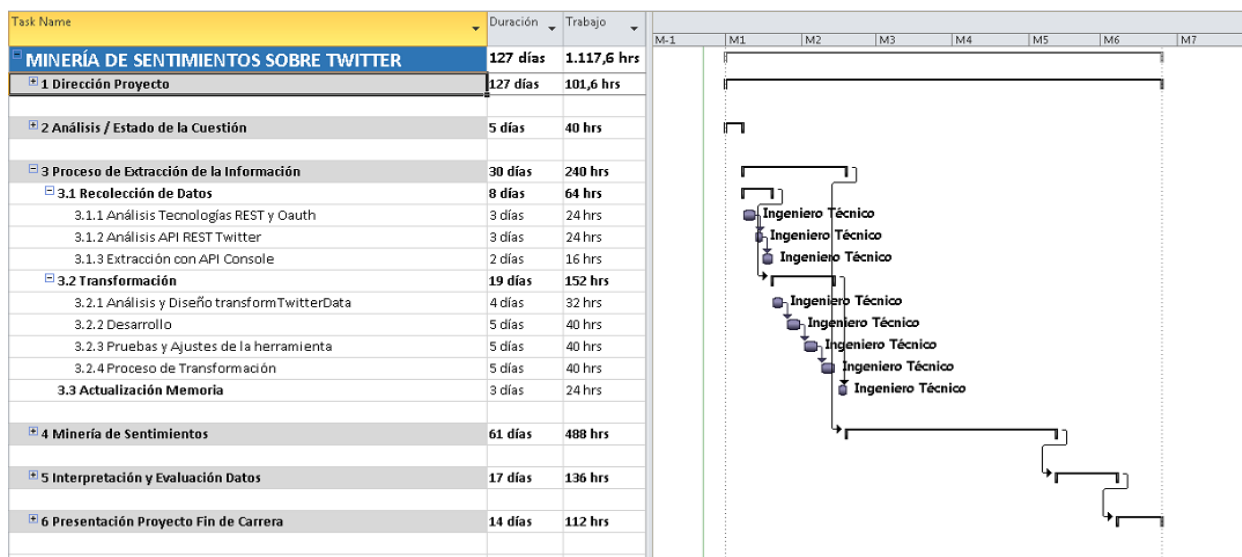 Task Name Duración Trabajo
M-1 M1 M2 M3 M4 M5 M6 M7
MINERÍA DE SENTIMIENTOS SOBRE TWITTER 127 días 1.117,6 hrs
1 Dirección Proyecto 127 días 101,6 hrs
2 Análisis / Estado de la Cuestión 5 días 40 hrs
3 Proceso de Extracción de la Información 30 días 240 hrs
3.1 Recolección de Datos 8 días 64 hrs
3.1.1 Análisis Tecnologías REST y Oauth 3 días 24 hrs Ingeniero Técnico
3.1.2 Análisis API REST Twitter 3 días 24 hrs Ingeniero Técnico
3.1.3 Extracción con API Console 2 días 16 hrs Ingeniero Técnico
3.2 Transformación 19 días 152 hrs
3.2.1 Análisis y Diseño transformTwitterData 4 días 32 hrs Ingeniero Técnico
3.2.2 Desarrollo 5 días 40 hrs Ingeniero Técnico
3.2.3 Pruebas y Ajustes de la herramienta 5 días 40 hrs Ingeniero Técnico
3.2.4 Proceso de Transformación 5 días 40 hrs Ingeniero Técnico
3.3 Actualización Memoria 3 días 24 hrs Ingeniero Técnico
4 Minería de Sentimientos 61 días 488 hrs
5 Interpretación y Evaluación Datos 17 días 136 hrs
6 Presentación Proyecto Fin de Carrera 14 días 112 hrs